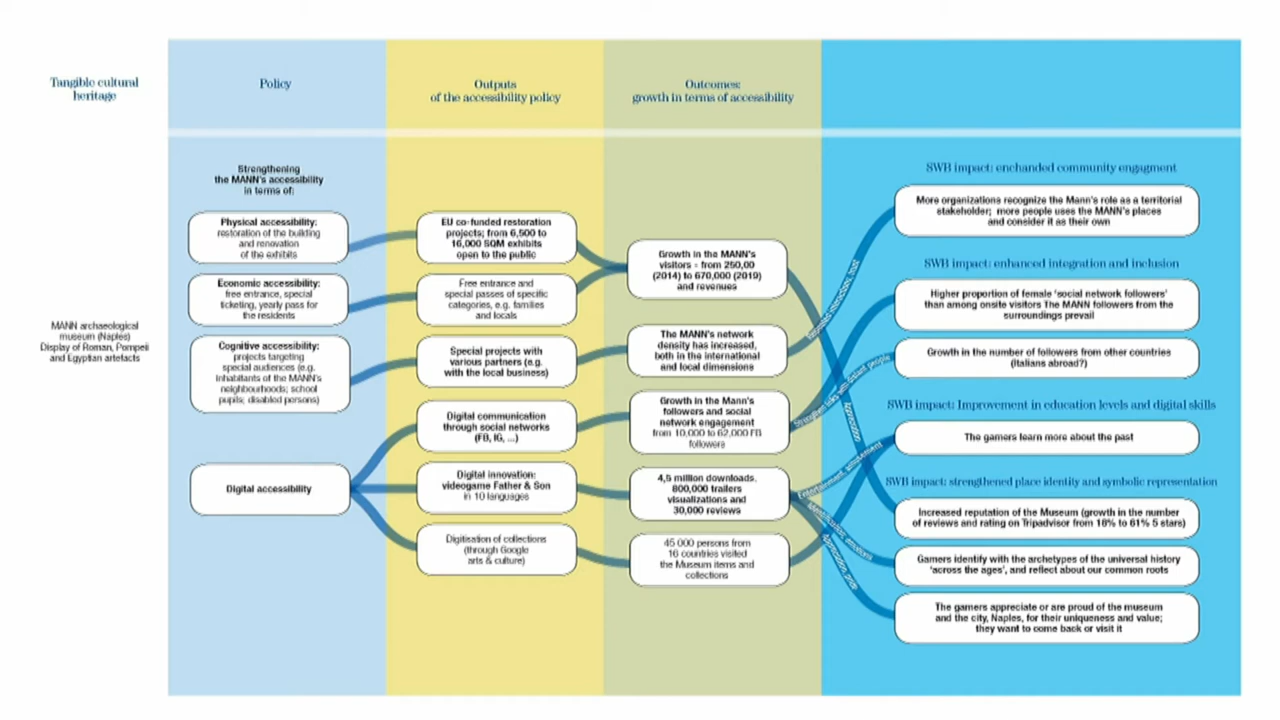 Tangible cultural
heritage
Policy
Outputs
of the accessibility policy
Outcomes:
growth in terms of accessibility
MANN archaeological
museum (Naples)
Display of Roman, Pompeii
and Egyptian artefacts
Strengthening
the MANN's accessibility
in terms of:
Physical accessibility:
restoration of the building
and renovation
of the exhibits
Economic accessibility:
free entrance, special
ticketing, yearly pass for
the residents
Cognitive accessibility:
projects targeting
special audiences (e.g.
inhabitants of the MANN's
neighbourhoods; school
pupils; disabled persons)
Digital accessibility
EU co-funded restoration
projects; from 6,500 to
16,000 SQM exhibits
open to the public
Free entrance and
special passes of specific
categories, e.g. families
and locals
Special projects with
various partners (e.g.
with the local business)
Digital communication
through social networks
(FB, IG, ...)
Digital innovation:
videogame Father & Son
in 10 languages
Digitisation of collections
(through Google
arts & culture)
Growth in the MANN's
visitors - from 250,00
(2014) to 670,000 (2019)
and revenues
The MANN's network
density has increased,
both in the international
and local dimensions
Growth in the Mann's
followers and social
network engagement
from 10,000 to 62,000 FB
followers
4,5 million downloads,
800,000 trailers
visualizations and
30,000 reviews
45 000 persons from
16 countries visited
the Museum items and
collections
Strengthen links with distant people
Appreciation
Entertainment, amusement
Identification, emotions
Appreciation, pride
SWB impact: enchanded community engagment
More organizations recognize the Mann's role as a territorial
stakeholder; more people uses the MANN's places
and consider it as their own
SWB impact: enhanced integration and inclusion
Higher proportion of female 'social network followers'
than among onsite visitors The MANN followers from the
surroundings prevail
Growth in the number of followers from other countries
(Italians abroad?)
SWB impact: Improvement in education levels and digital skills
The gamers learn more about the past
SWB impact: strengthened place identity and symbolic representation
Increased reputation of the Museum (growth in the number
of reviews and rating on Tripadvisor from 16% to 61% 5 stars)
Gamers identify with the archetypes of the universal history
'across the ages', and reflect about our common roots
The gamers appreciate or are proud of the museum
and the city, Naples, for their uniqueness and value;
they want to come back or visit it